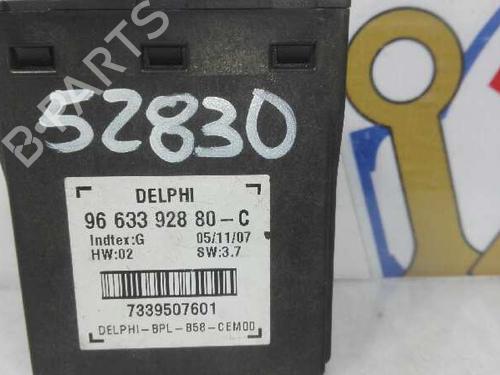 B-PARTS
52830
DELPHI
96 633 928 80-C
Indtex:G 05/11/07
HW:02 SW:3.7
7339507601
DELPHI-BPL-B58-CEM00